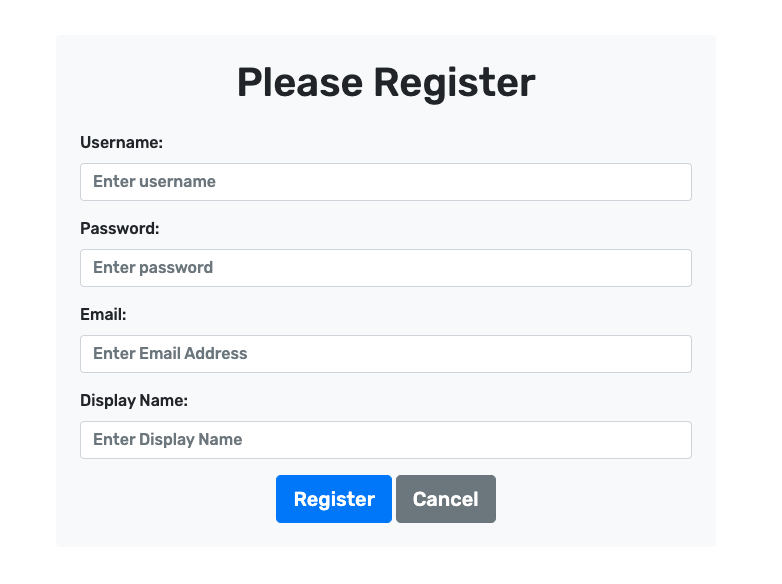 Please Register
Username:
Enter username
Password:
Enter password
Email:
Enter Email Address
Display Name:
Enter Display Name
Register Cancel